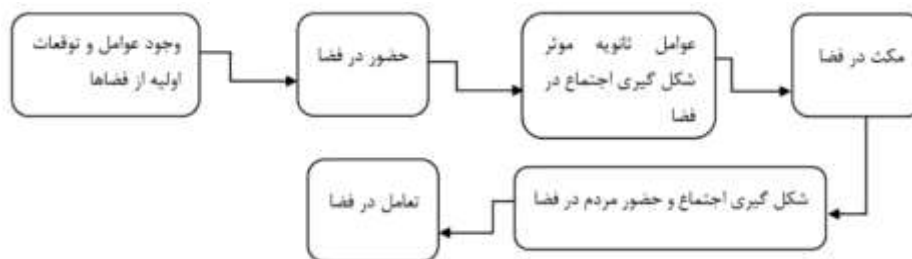 وجود عوامل و توقعات
اولیه از فضاها
حضور در فضا
عوامل ثانویه موثر
شکل گیری اجتماع در
فضا
مکث در فضا
شکل گیری اجتماع و حضور مردم در فضا
تعامل در فضا